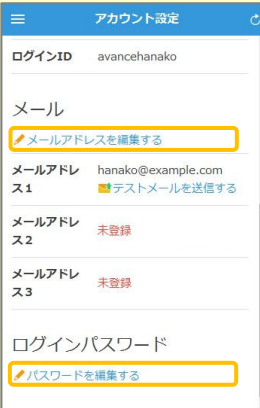 アカウント設定
ログインID avancehanako
メール
メールアドレスを編集する
メールアドレ hanako@example.com
ス1 テストメールを送信する
メールアドレ
ス2 未登録
メールアドレ
ス3 未登録
ログインパスワード
パスワードを編集する